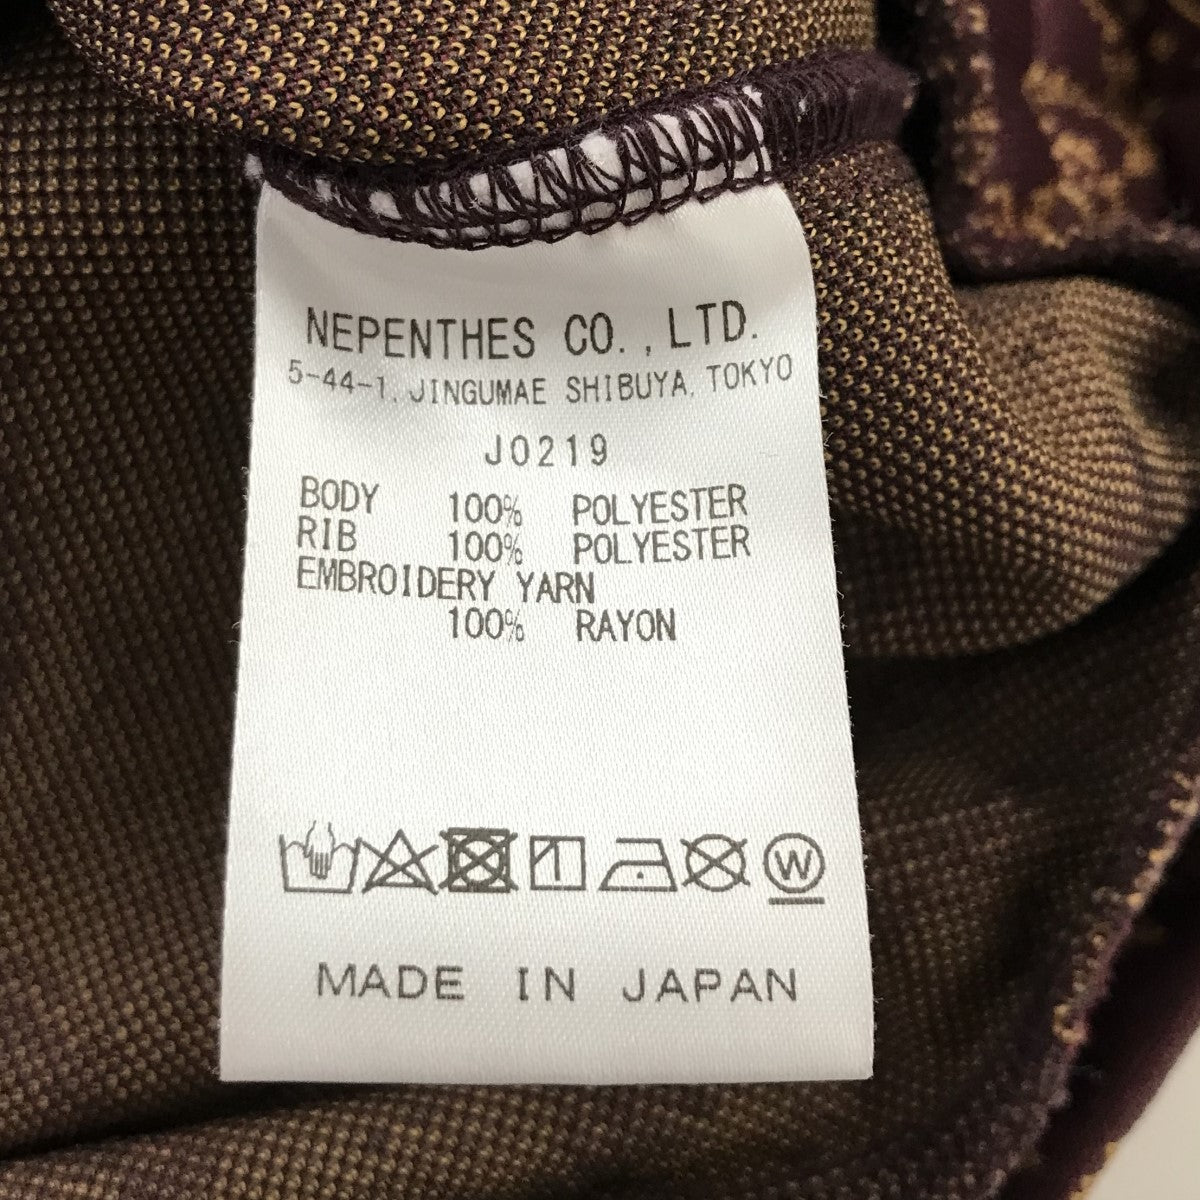 NEPENTHES CO., LTD.
5-44-1, JINGUMAE SHIBUYA, TOKYO
J0219
BODY 100% POLYESTER
RIB 100% POLYESTER
EMBROIDERY YARN
100% RAYON
W
MADE IN JAPAN